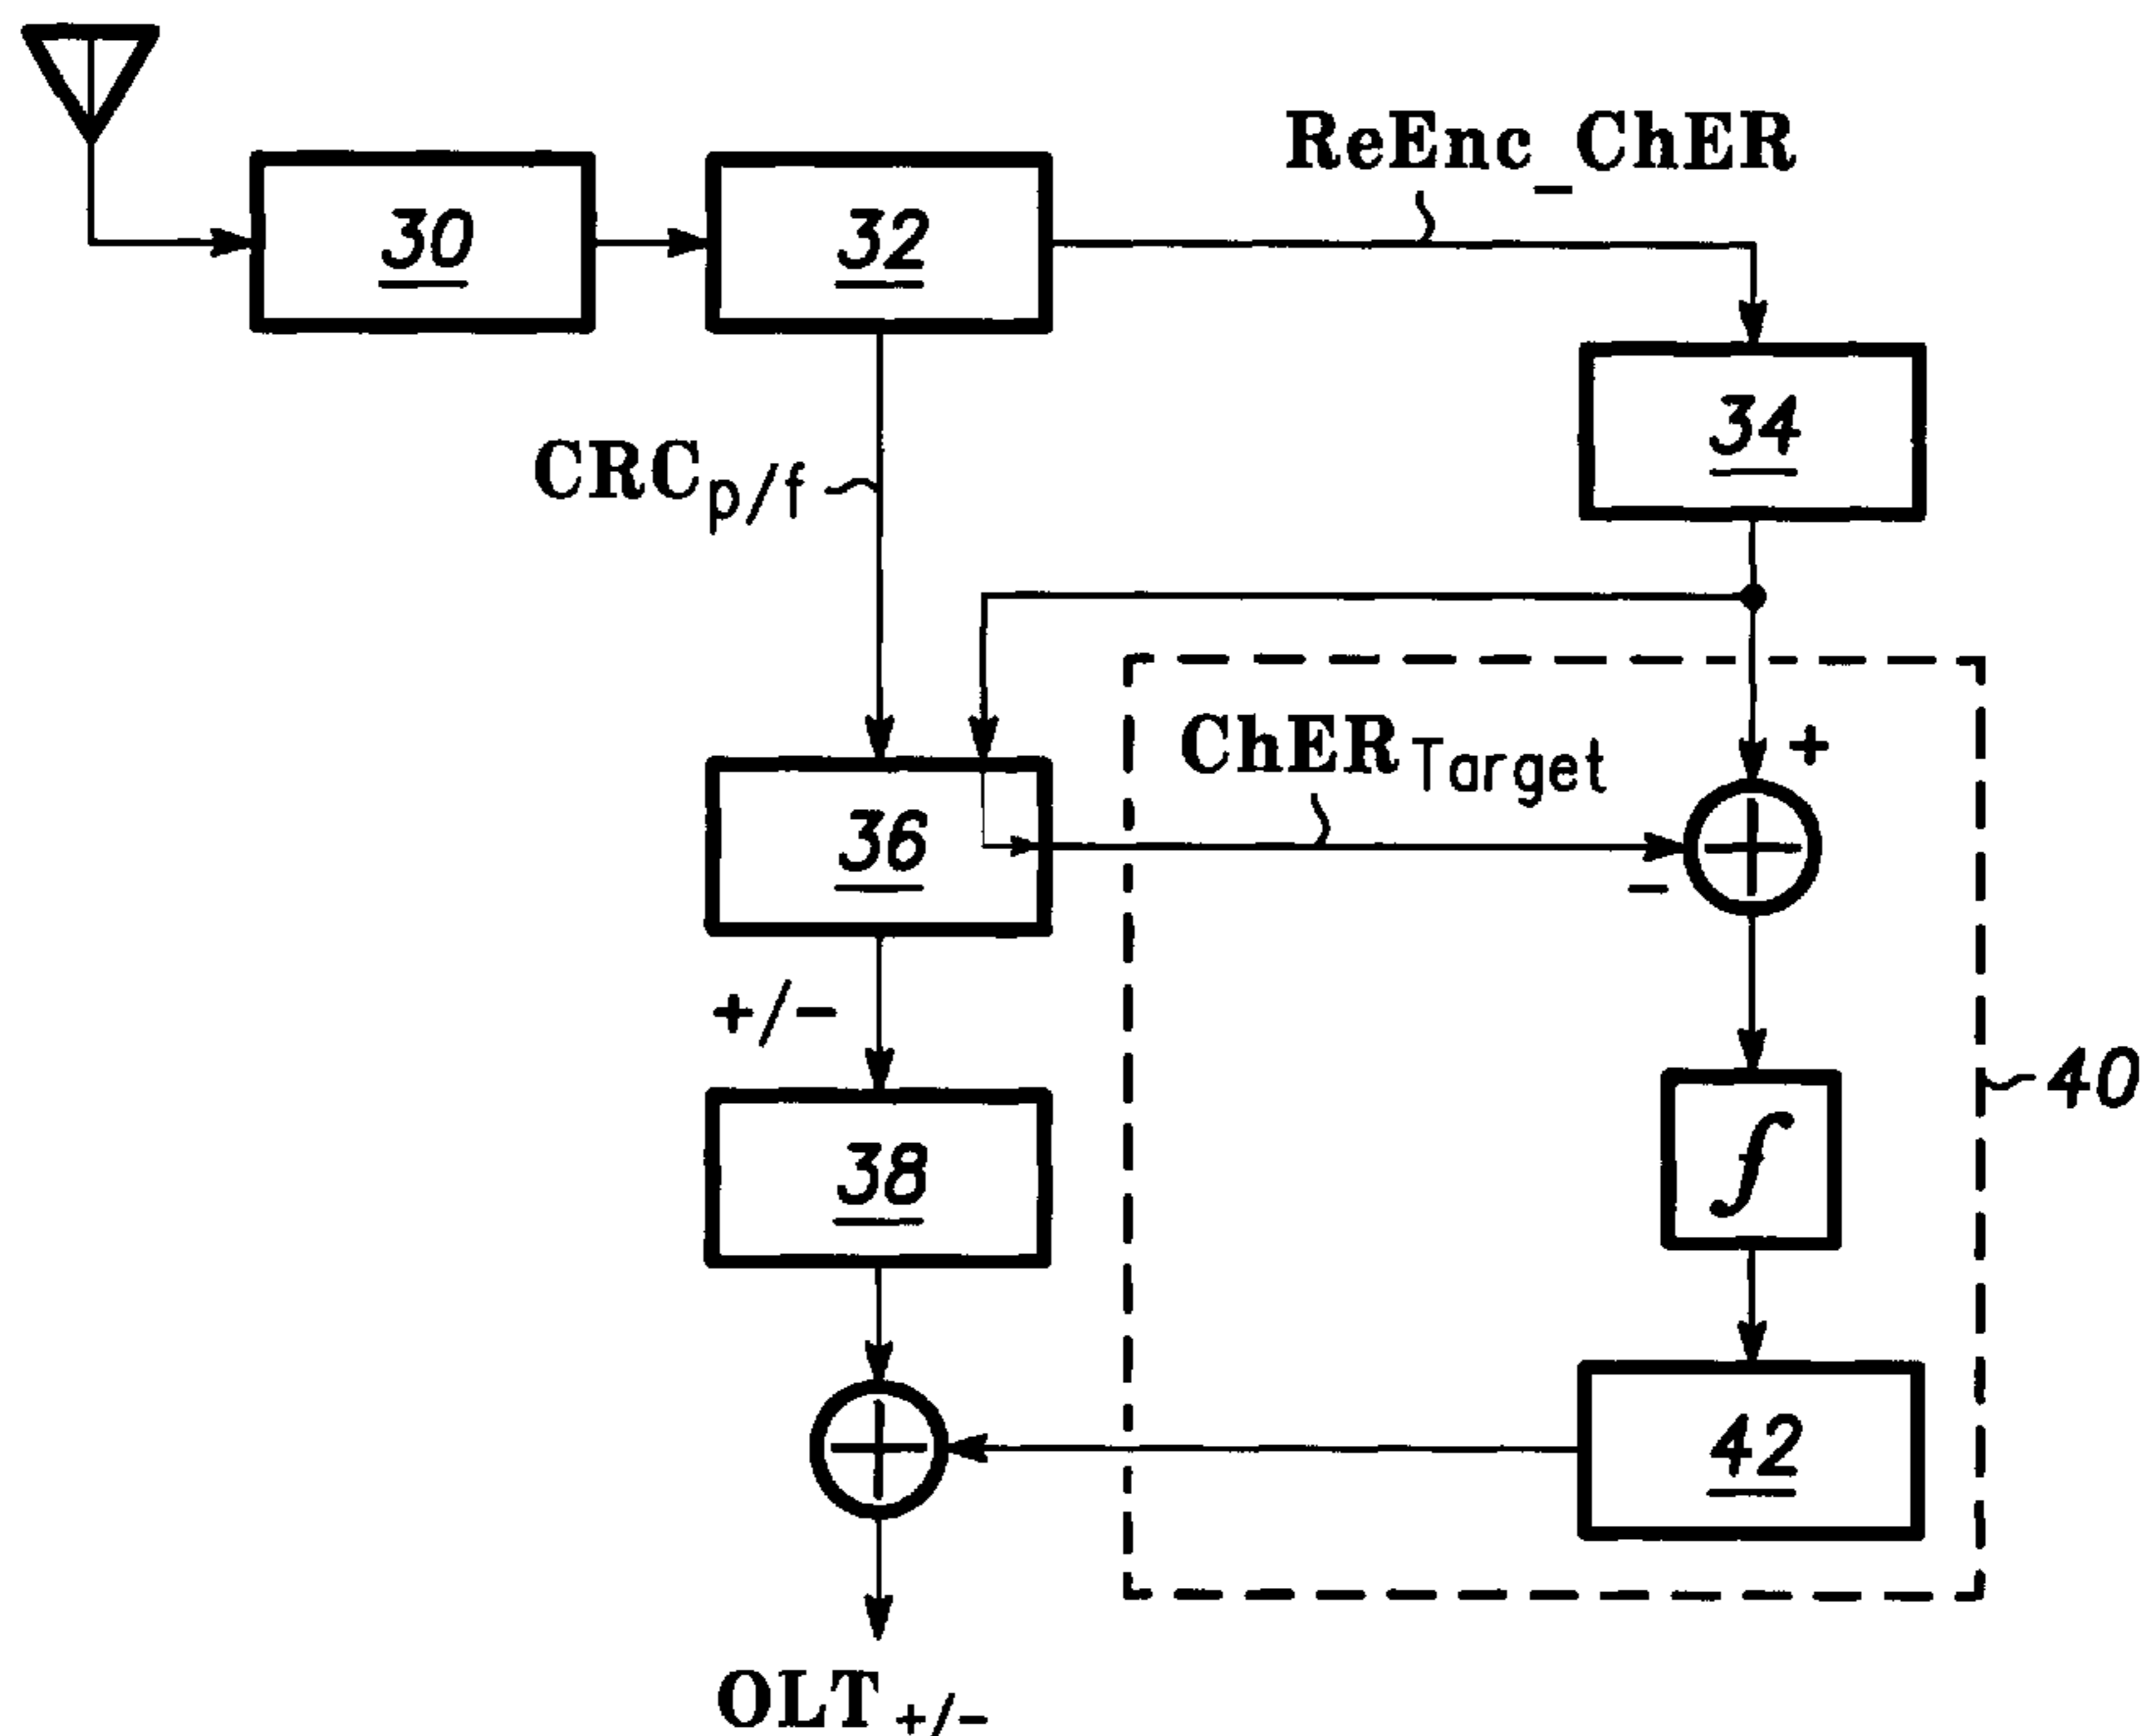 ReEnc_ChER
30
32
34
CRCp/f
ChERTarget
+
36
−
+/−
40
38
∫
42
OLT+/−